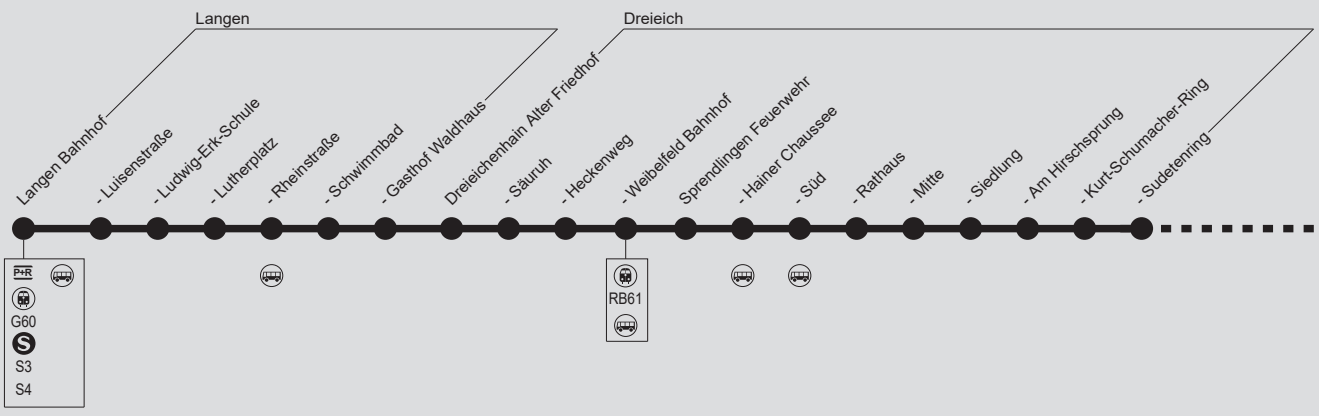 Langen
Dreieich
Langen Bahnhof
- Luisenstraße
- Ludwig-Erk-Schule
- Lutherplatz
- Rheinstraße
- Schwimmbad
- Gasthof Waldhaus
Dreieichenhain Alter Friedhof
- Säuruh
- Heckenweg
- Weibelfeld Bahnhof
Sprendlingen Feuerwehr
- Hainer Chaussee
- Süd
- Rathaus
- Mitte
- Siedlung
- Am Hirschsprung
- Kurt-Schumacher-Ring
- Sudetenring
P+R
G60
S
S3
S4
RB61